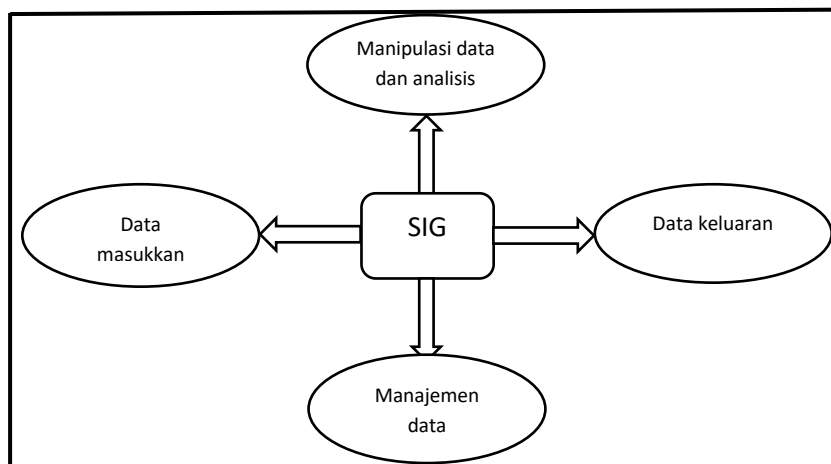 Manipulasi data
dan analisis
Data
masukkan
SIG
Data keluaran
Manajemen
data